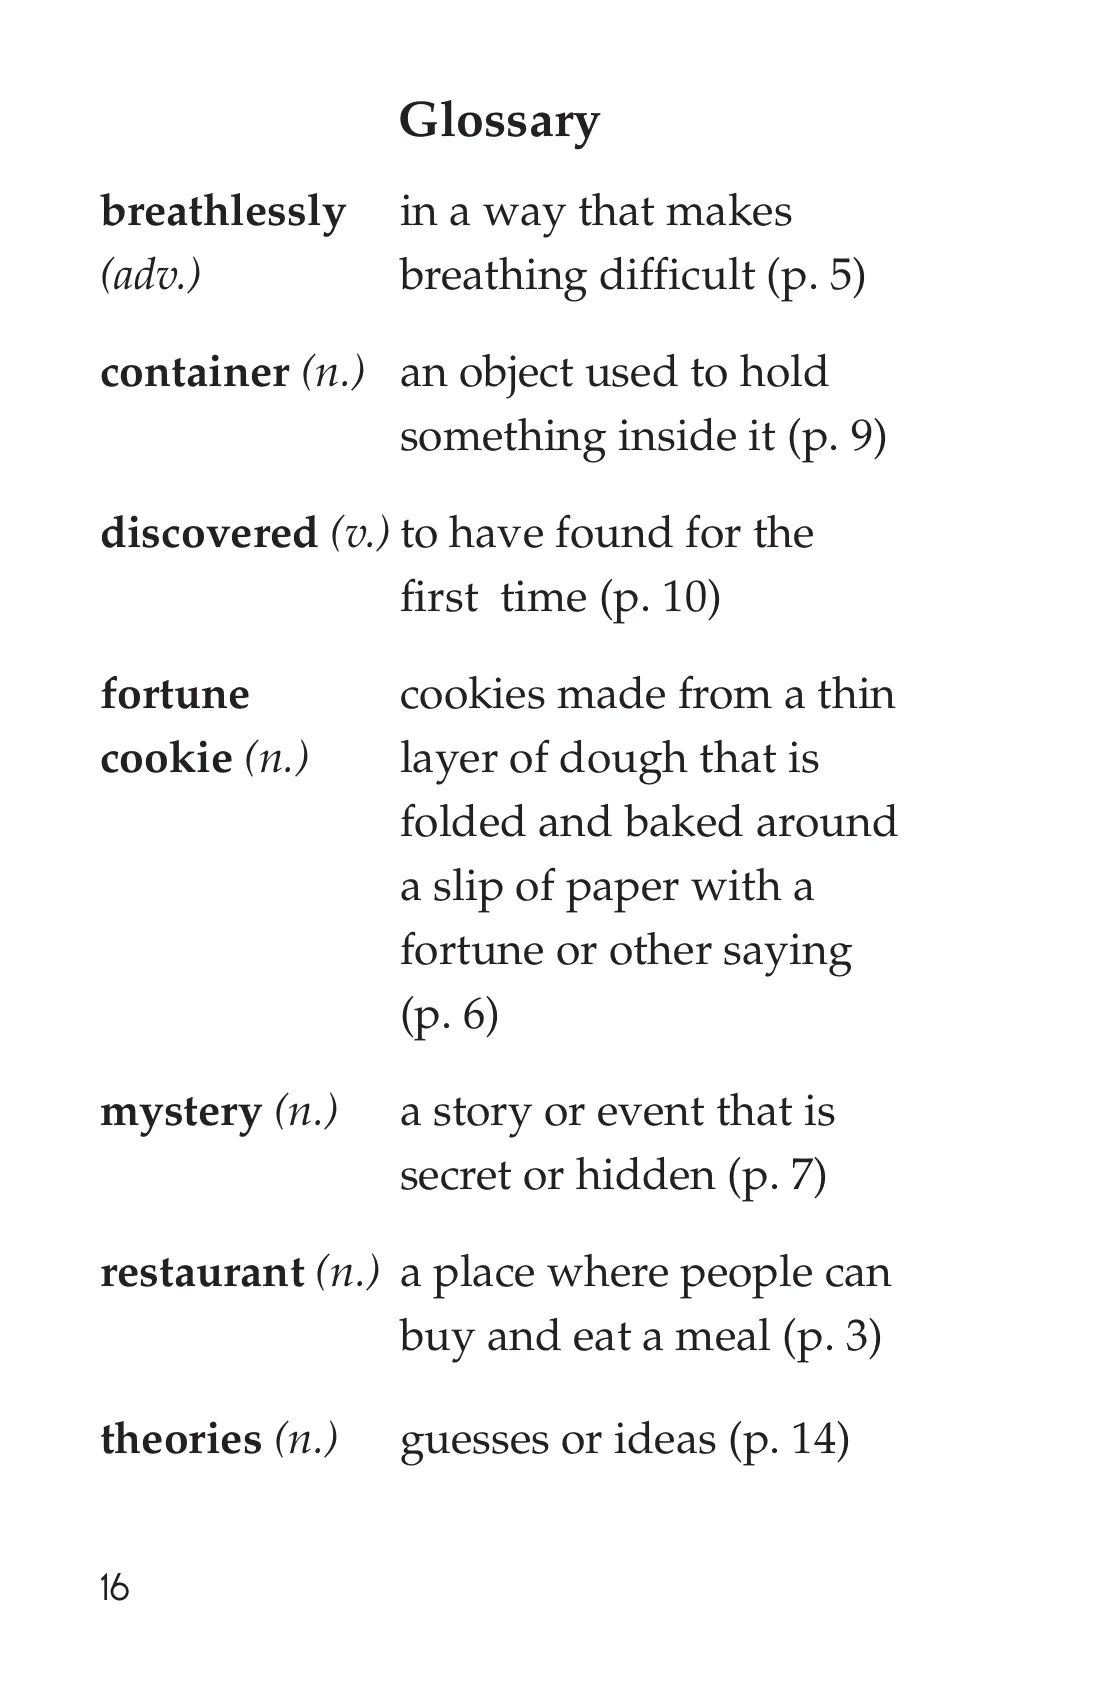 Glossary
breathlessly in a way that makes
(adv.) breathing difficult (p. 5)
container (n.) an object used to hold
something inside it (p. 9)
discovered (v.) to have found for the
first time (p. 10)
fortune cookies made from a thin
cookie (n.) layer of dough that is
folded and baked around
a slip of paper with a
fortune or other saying
(p. 6)
mystery (n.) a story or event that is
secret or hidden (p. 7)
restaurant (n.) a place where people can
buy and eat a meal (p. 3)
theories (n.) guesses or ideas (p. 14)
16